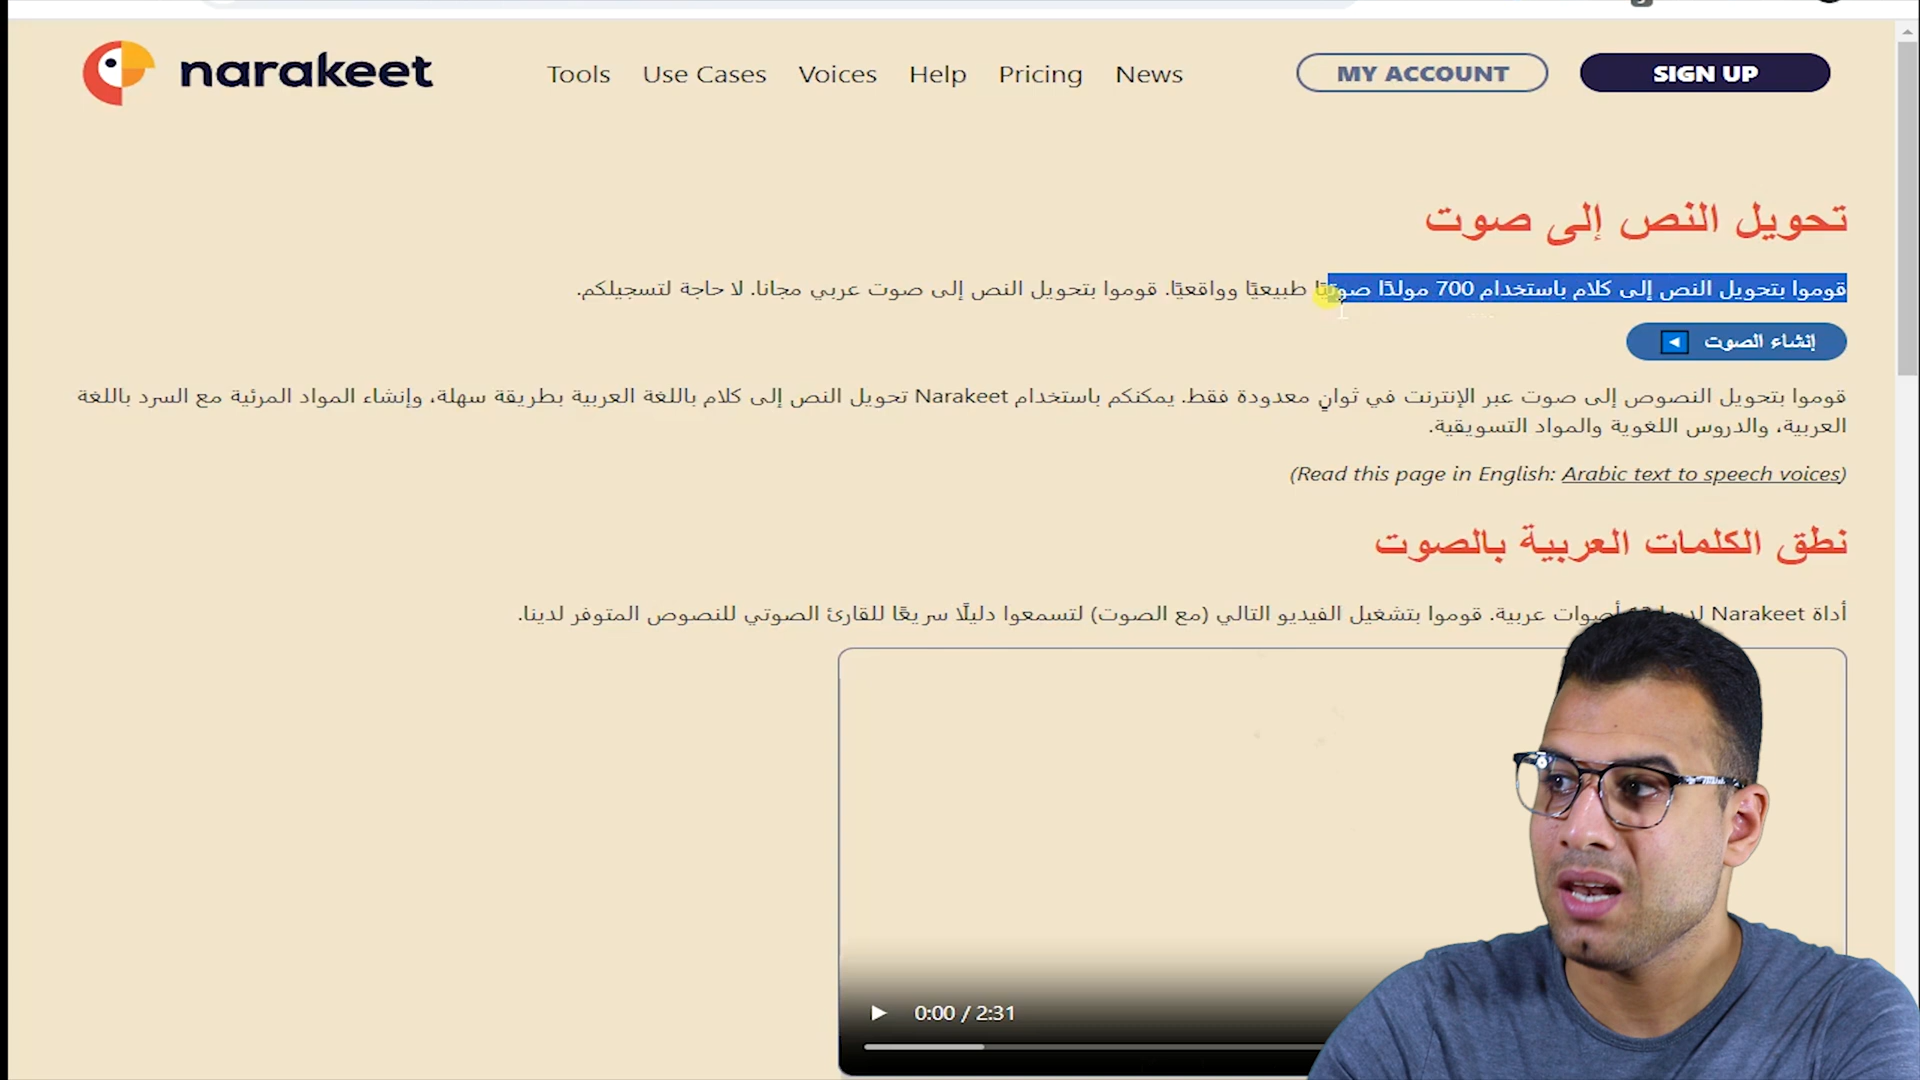 narakeet
Tools Use Cases Voices Help Pricing News
MY ACCOUNT SIGN UP
تحويل النص إلى صوت
قوموا بتحويل النص إلى كلام باستخدام 700 مولدًا صوتيًا طبيعيًا وواقعيًا. قوموا بتحويل النص إلى صوت عربي مجانا. لا حاجة لتسجيلكم.
إنشاء الصوت
قوموا بتحويل النصوص إلى صوت عبر الإنترنت في ثوانٍ معدودة فقط. يمكنكم باستخدام Narakeet تحويل النص إلى كلام باللغة العربية بطريقة سهلة، وإنشاء المواد المرئية مع السرد باللغة
العربية، والدروس اللغوية والمواد التسويقية.
(Read this page in English: Arabic text to speech voices)
نطق الكلمات العربية بالصوت
أداة Narakeet أصوات عربية. قوموا بتشغيل الفيديو التالي (مع الصوت) لتسمعوا دليلًا سريعًا للقارئ الصوتي للنصوص المتوفر لدينا.
0:00 / 2:31